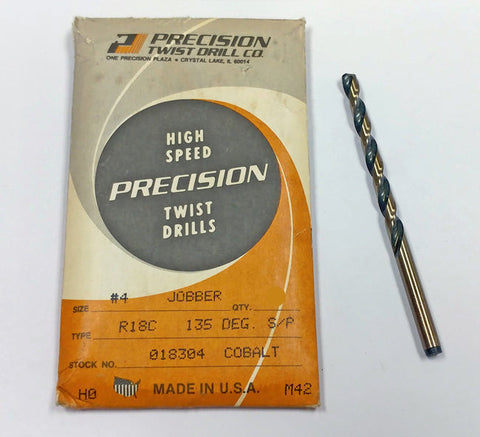 PRECISION
TWIST DRILL CO.
ONE PRECISION PLAZA • CRYSTAL LAKE, IL 60014
HIGH
SPEED
PRECISION
TWIST
DRILLS
SIZE #4 JOBBER QTY.
TYPE R18C 135 DEG. S/P
STOCK NO. 018304 COBALT
H0 MADE IN U.S.A. M42